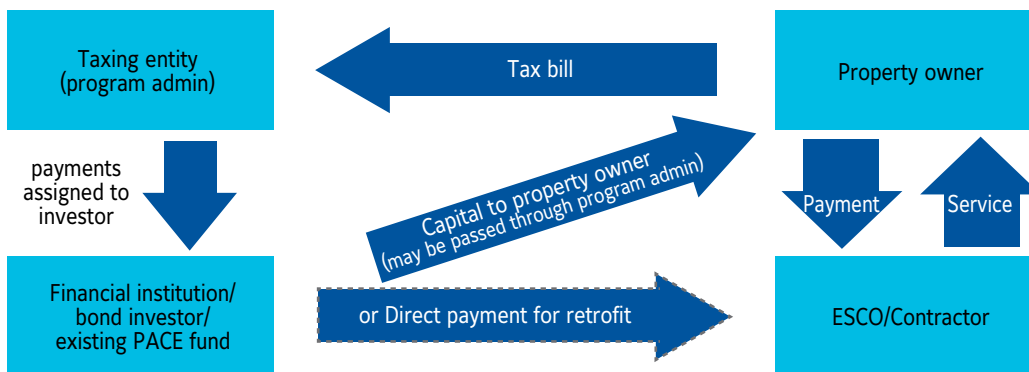 Taxing entity
(program admin)
Tax bill
Property owner
payments
assigned to
investor
Capital to property owner
(may be passed through program admin)
Payment
Service
Financial institution/
bond investor/
existing PACE fund
or Direct payment for retrofit
ESCO/Contractor